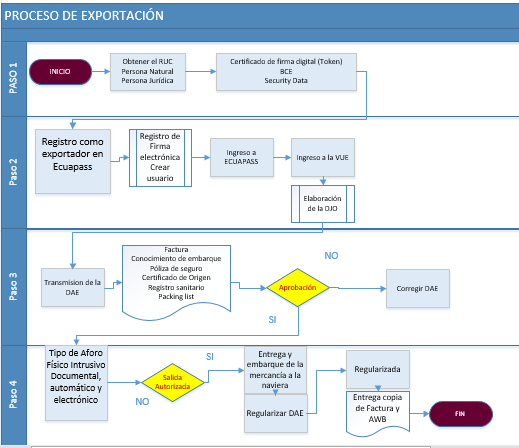 PROCESO DE EXPORTACIÓN
PASO 1
INICIO
Obtener el RUC
Persona Natural
Persona Jurídica
Certificado de firma digital (Token)
BCE
Security Data
Paso 2
Registro como
exportador en
Ecuapass
Registro de
Firma
electrónica
Crear
usuario
Ingreso a
ECUAPASS
Ingreso a la VUE
Elaboración
de la DJO
Paso 3
Transmision de la
DAE
Factura
Conocimiento de embarque
Póliza de seguro
Certificado de Origen
Registro sanitario
Packing list
Aprobación
NO
SI
Corregir DAE
Paso 4
Tipo de Aforo
Físico Intrusivo
Documental,
automático y
electrónico
Salida
Autorizada
SI
NO
Entrega y
embarque de la
mercancía a la
naviera
Regularizar DAE
Regularizada
Entrega copia
de Factura y
AWB
FIN